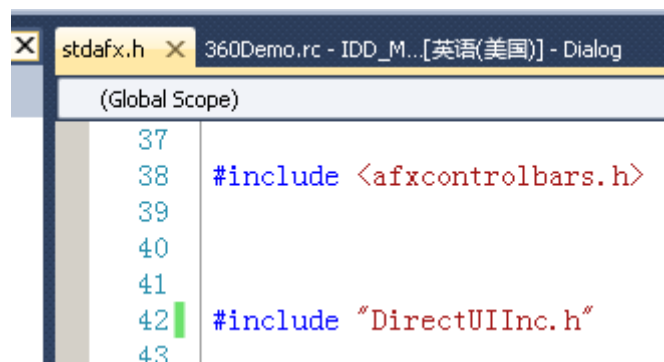 stdafx.h × 360Demo.rc - IDD_M...[英语(美国)] - Dialog
(Global Scope)
37
38 #include <afxcontrolbars.h>
39
40
41
42 #include "DirectUIInc.h"
43